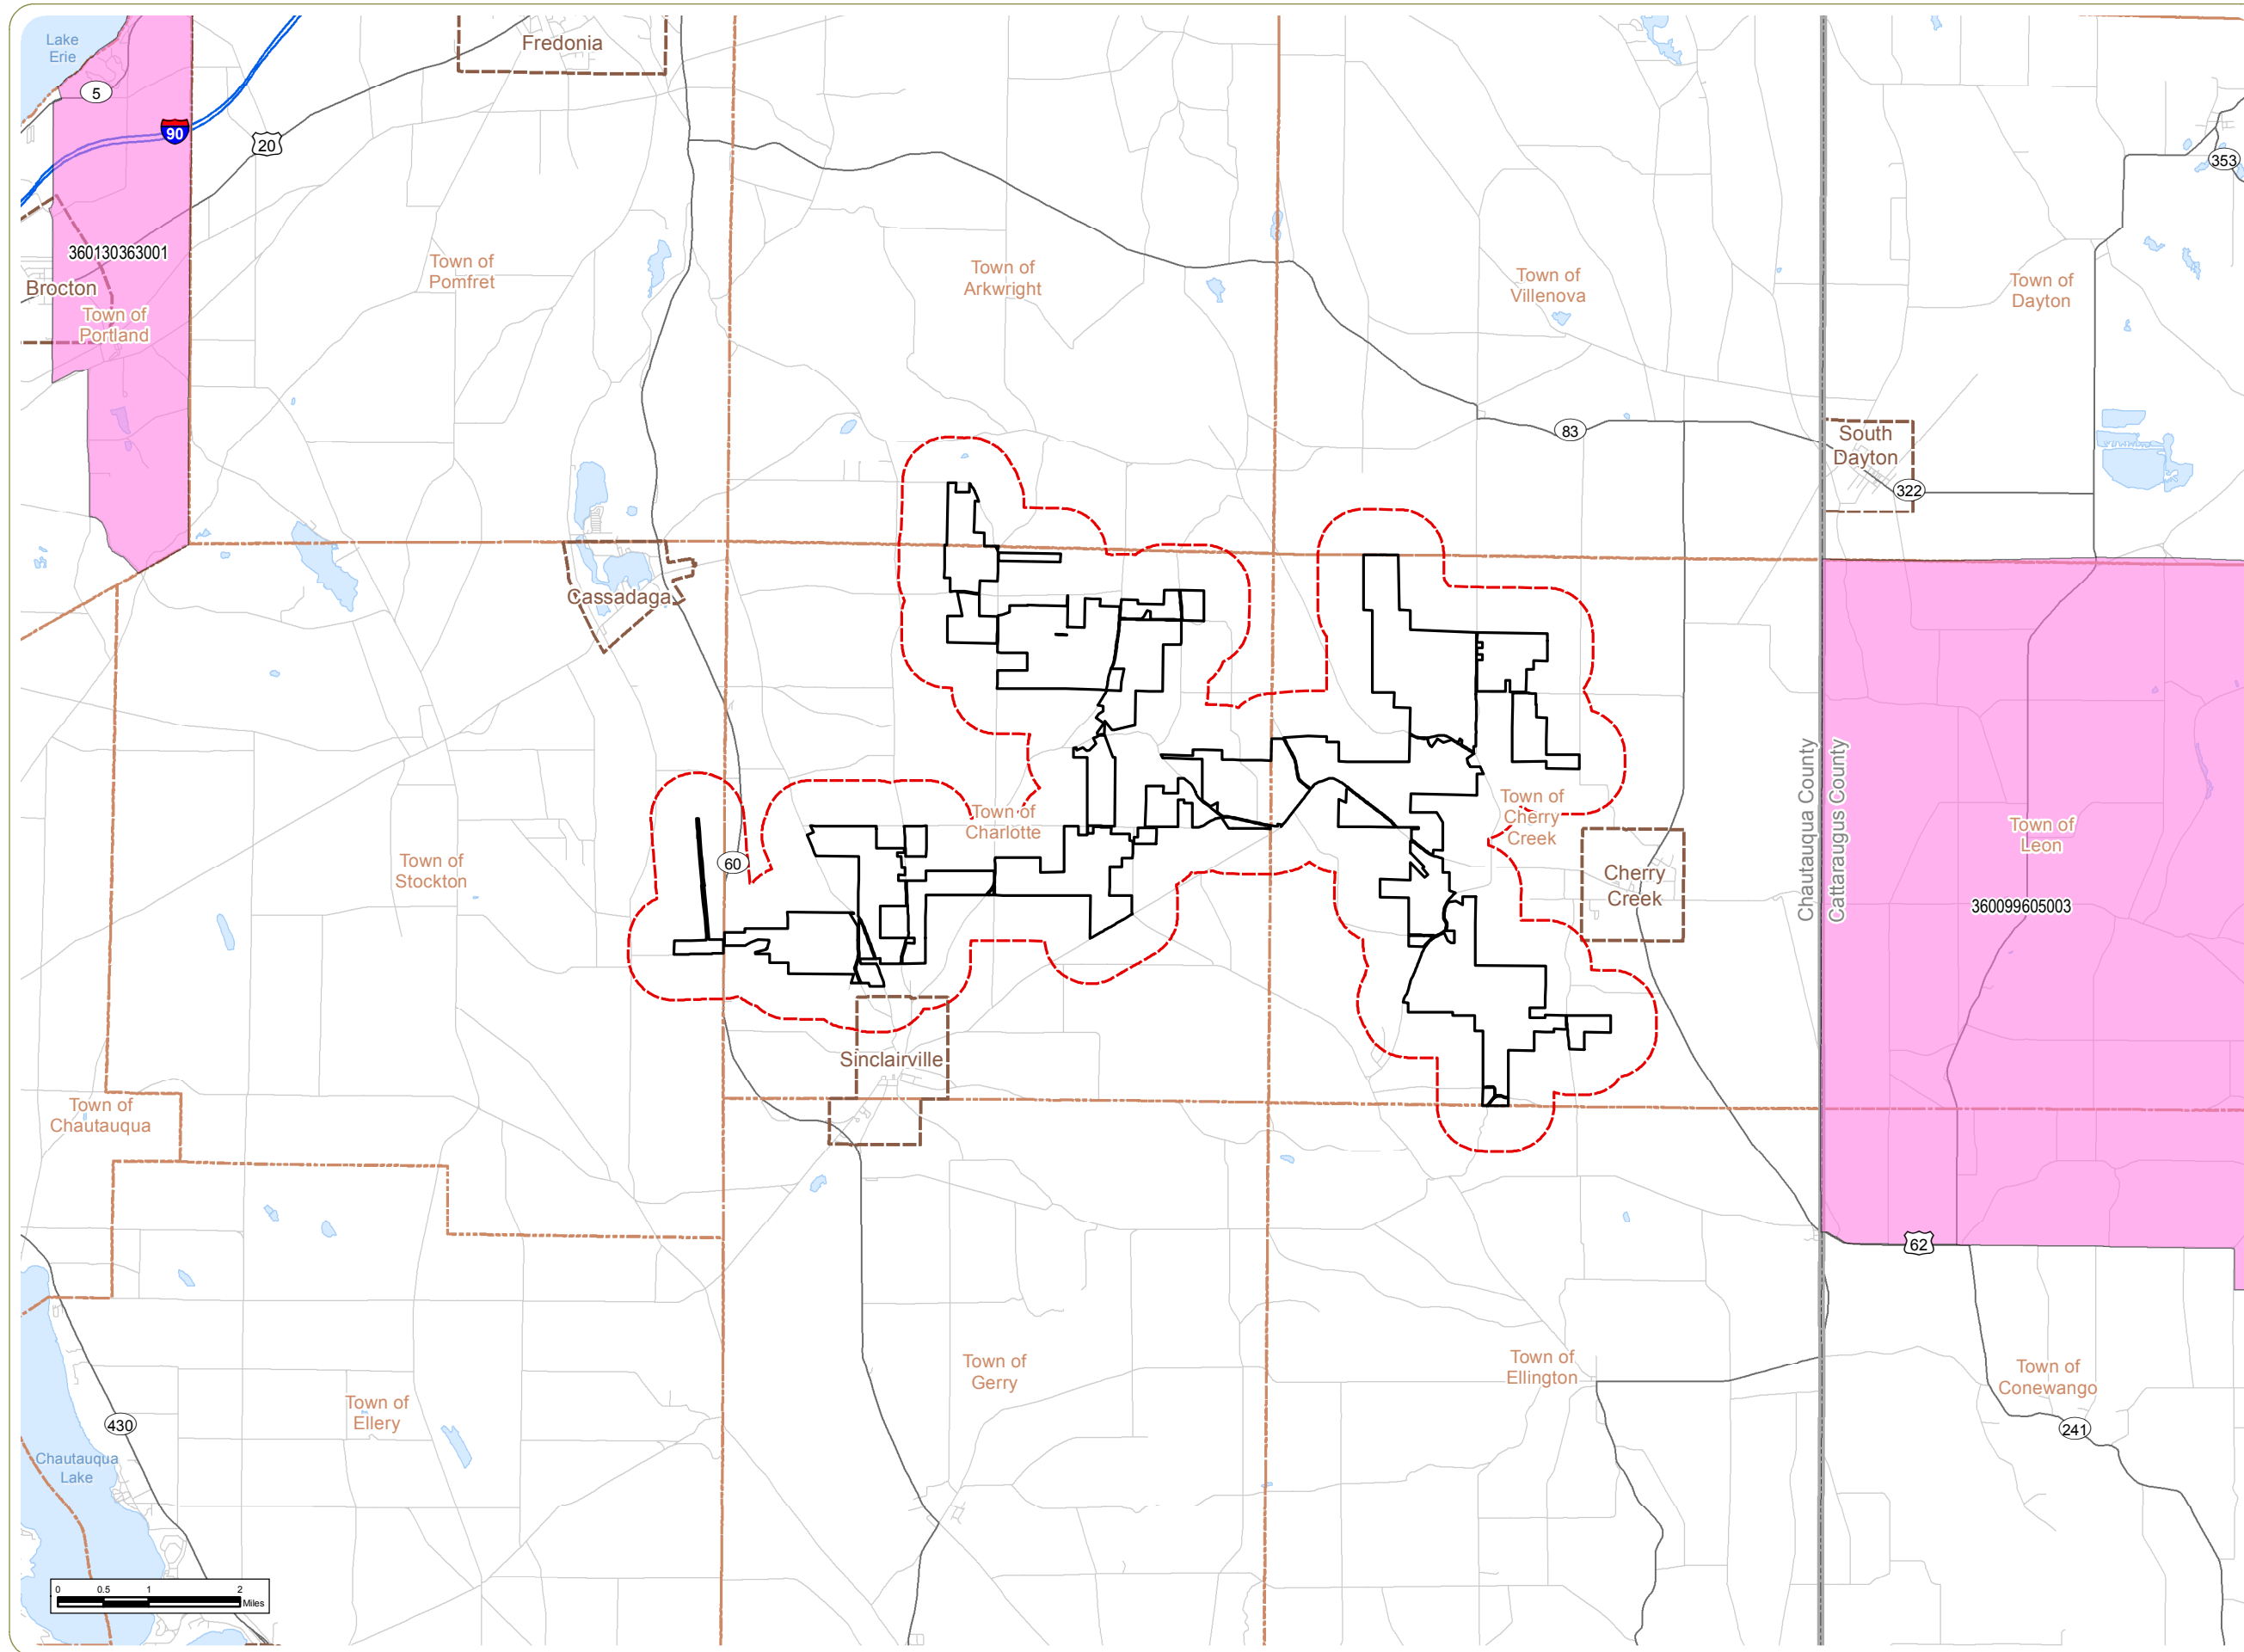 Lake
Erie
Fredonia
5
90
20
353
360130363001
Brocton
Town of
Portland
Town of
Pomfret
Town of
Arkwright
Town of
Villenova
Town of
Dayton
83
South
Dayton
322
Cassadaga
Town of
Charlotte
Town of
Cherry
Creek
Town of
Stockton
60
Cherry
Creek
Chautauqua County
Cattaraugus County
Town of
Leon
360099605003
Sinclairville
Town of
Chautauqua
62
Town of
Gerry
Town of
Ellington
Town of
Conewango
Town of
Ellery
430
241
Chautauqua
Lake
0 0.5 1 2
Miles